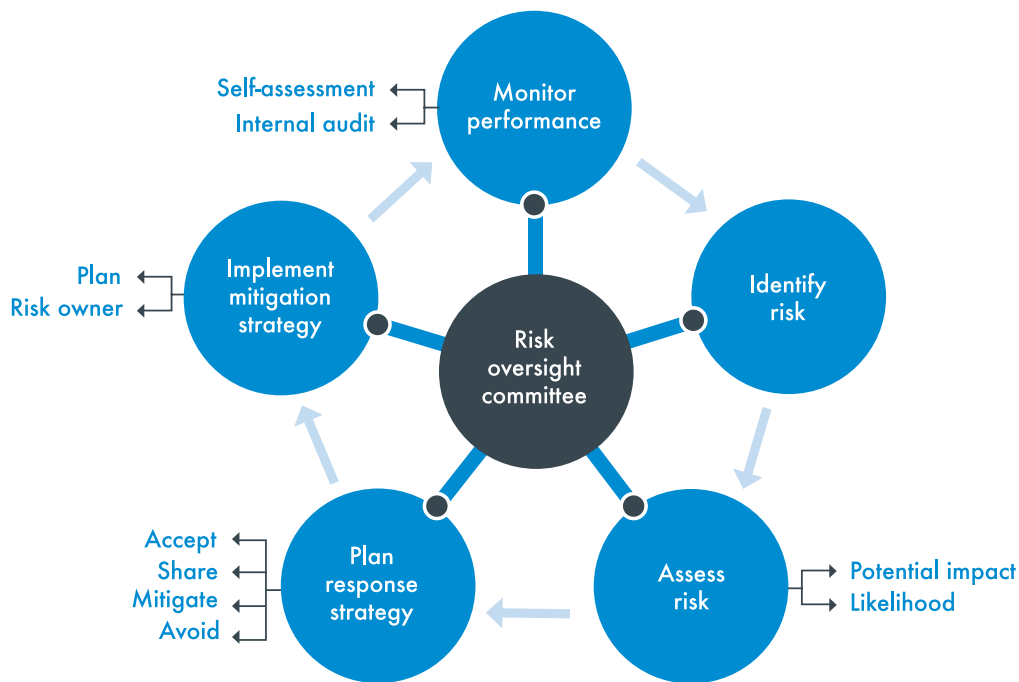 Self-assessment
Internal audit
Monitor
performance
Identify
risk
Plan
Risk owner
Implement
mitigation
strategy
Risk
oversight
committee
Accept
Share
Mitigate
Avoid
Plan
response
strategy
Assess
risk
Potential impact
Likelihood